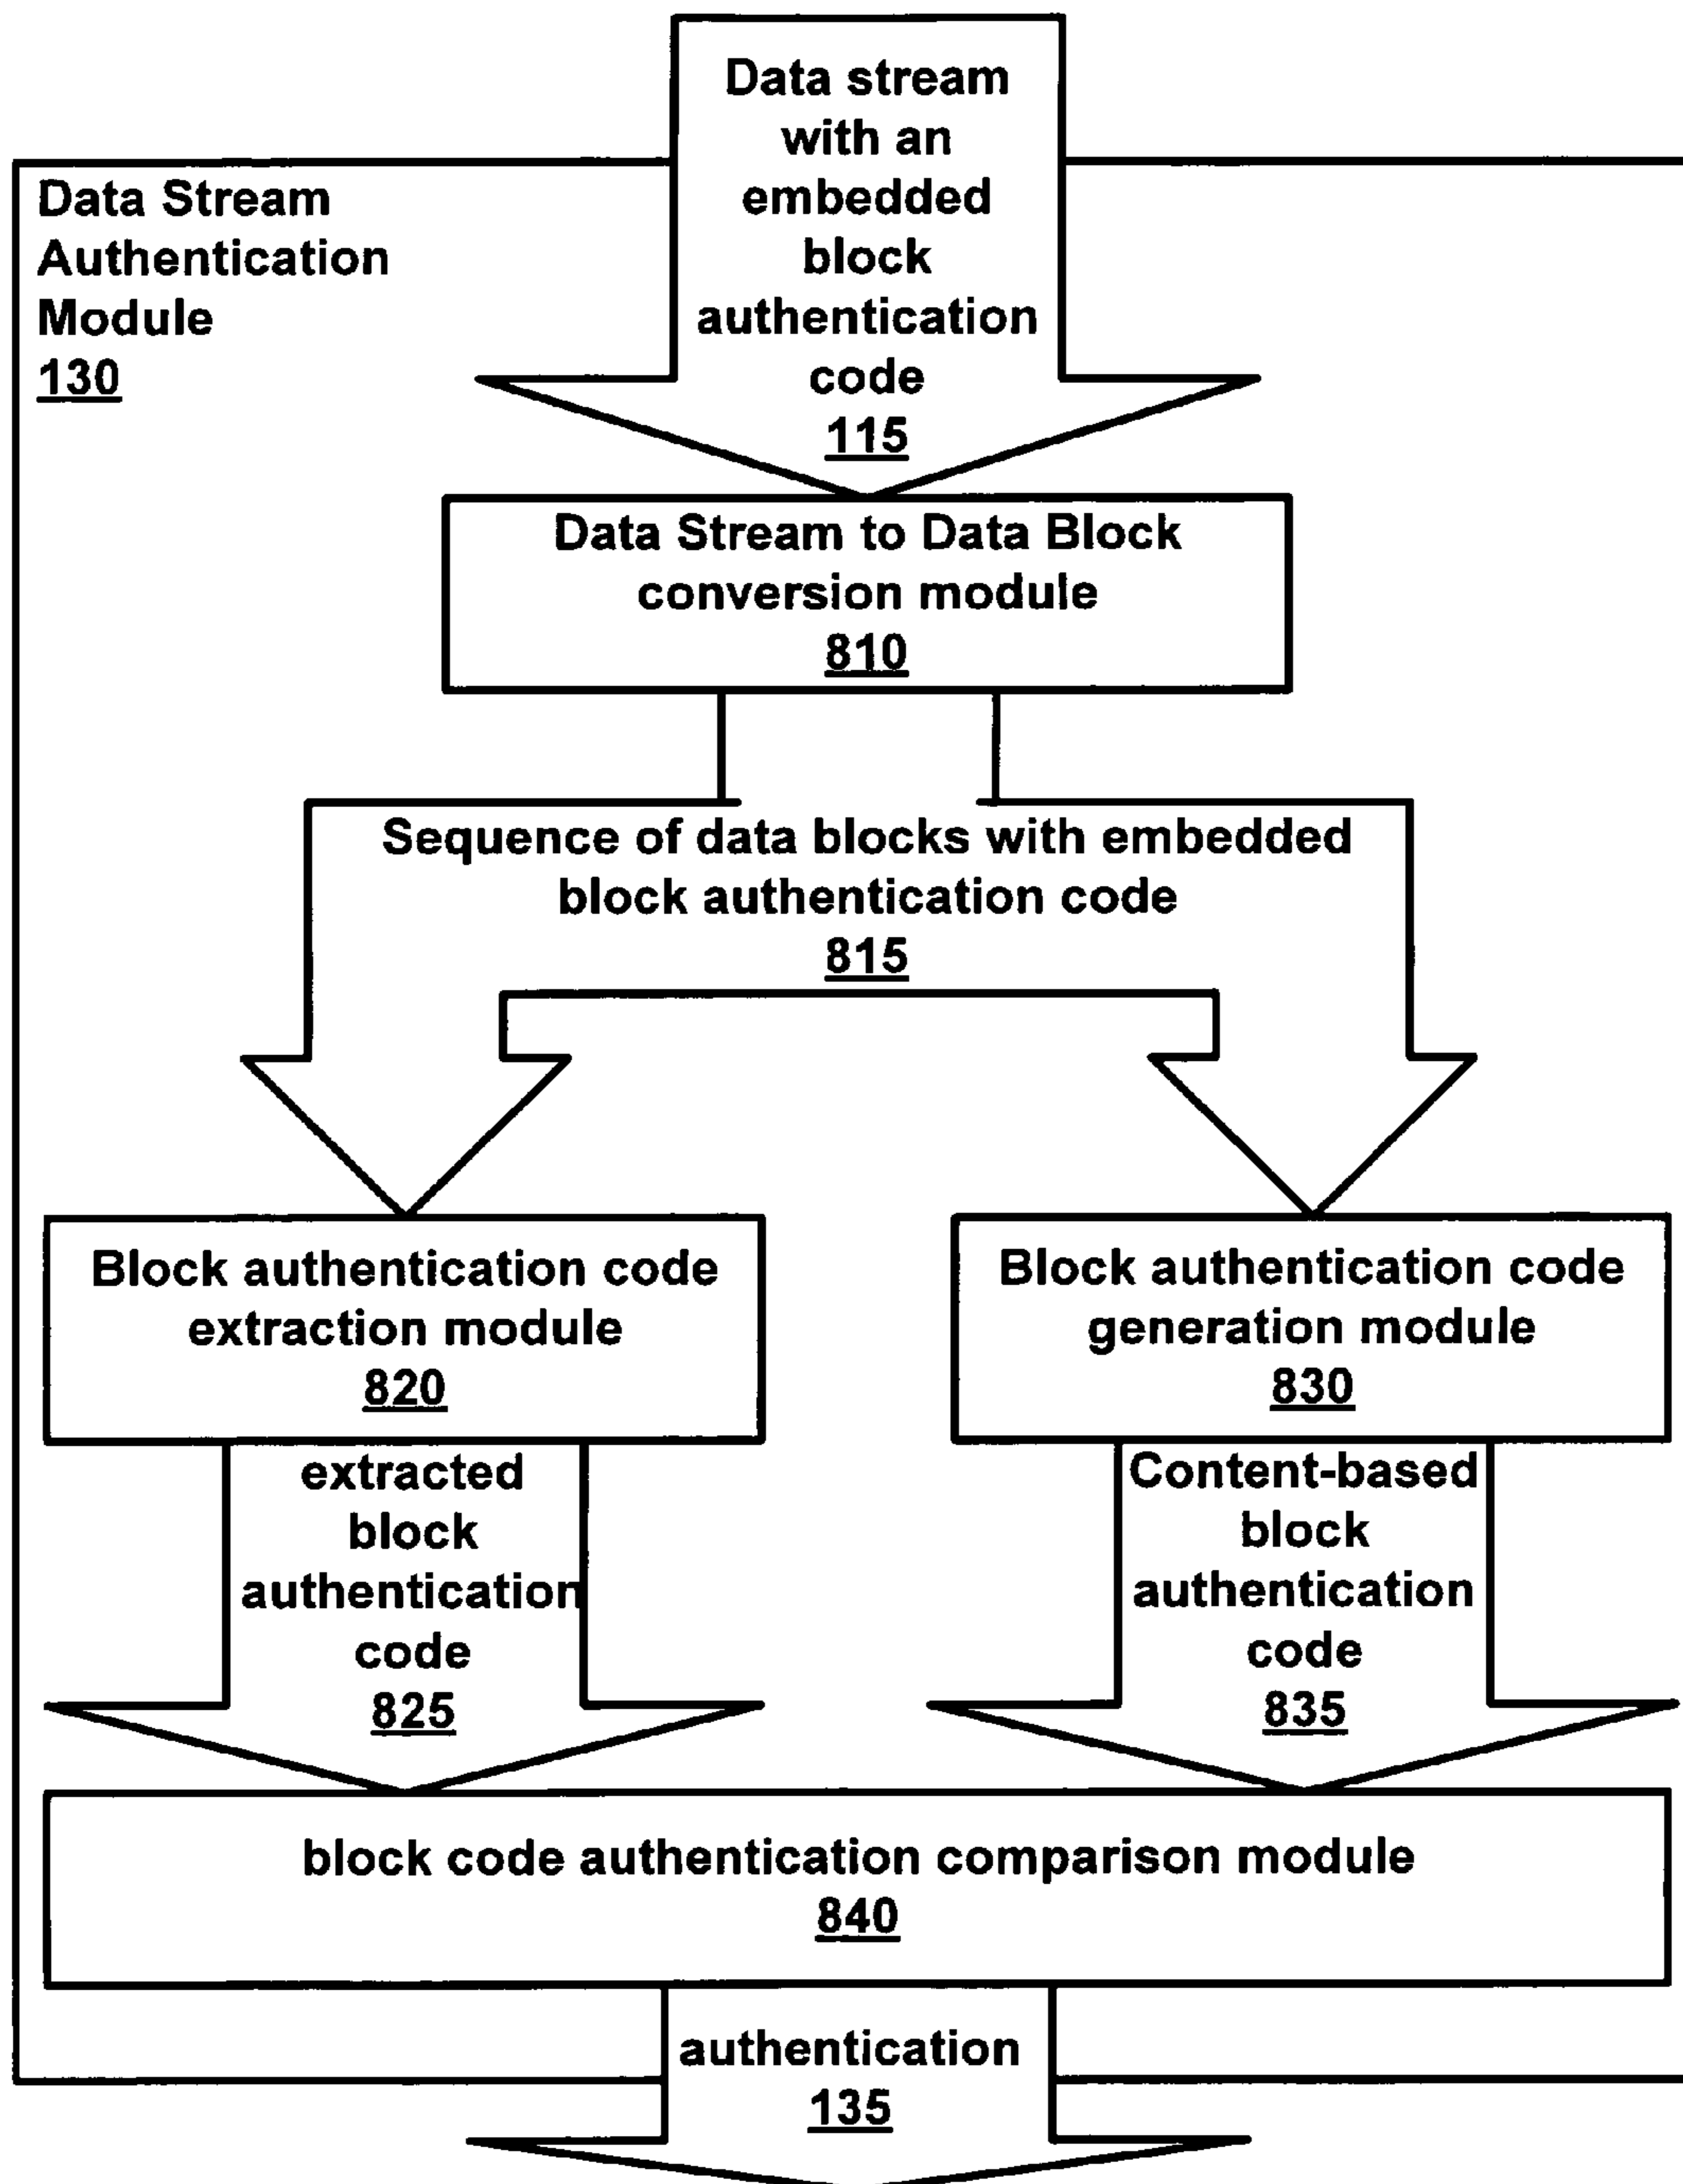 Data stream
with an
embedded
block
authentication
code
115
Data Stream
Authentication
Module
130
Data Stream to Data Block
conversion module
810
Sequence of data blocks with embedded
block authentication code
815
Block authentication code
extraction module
820
Block authentication code
generation module
830
extracted
block
authentication
code
825
Content-based
block
authentication
code
835
block code authentication comparison module
840
authentication
135